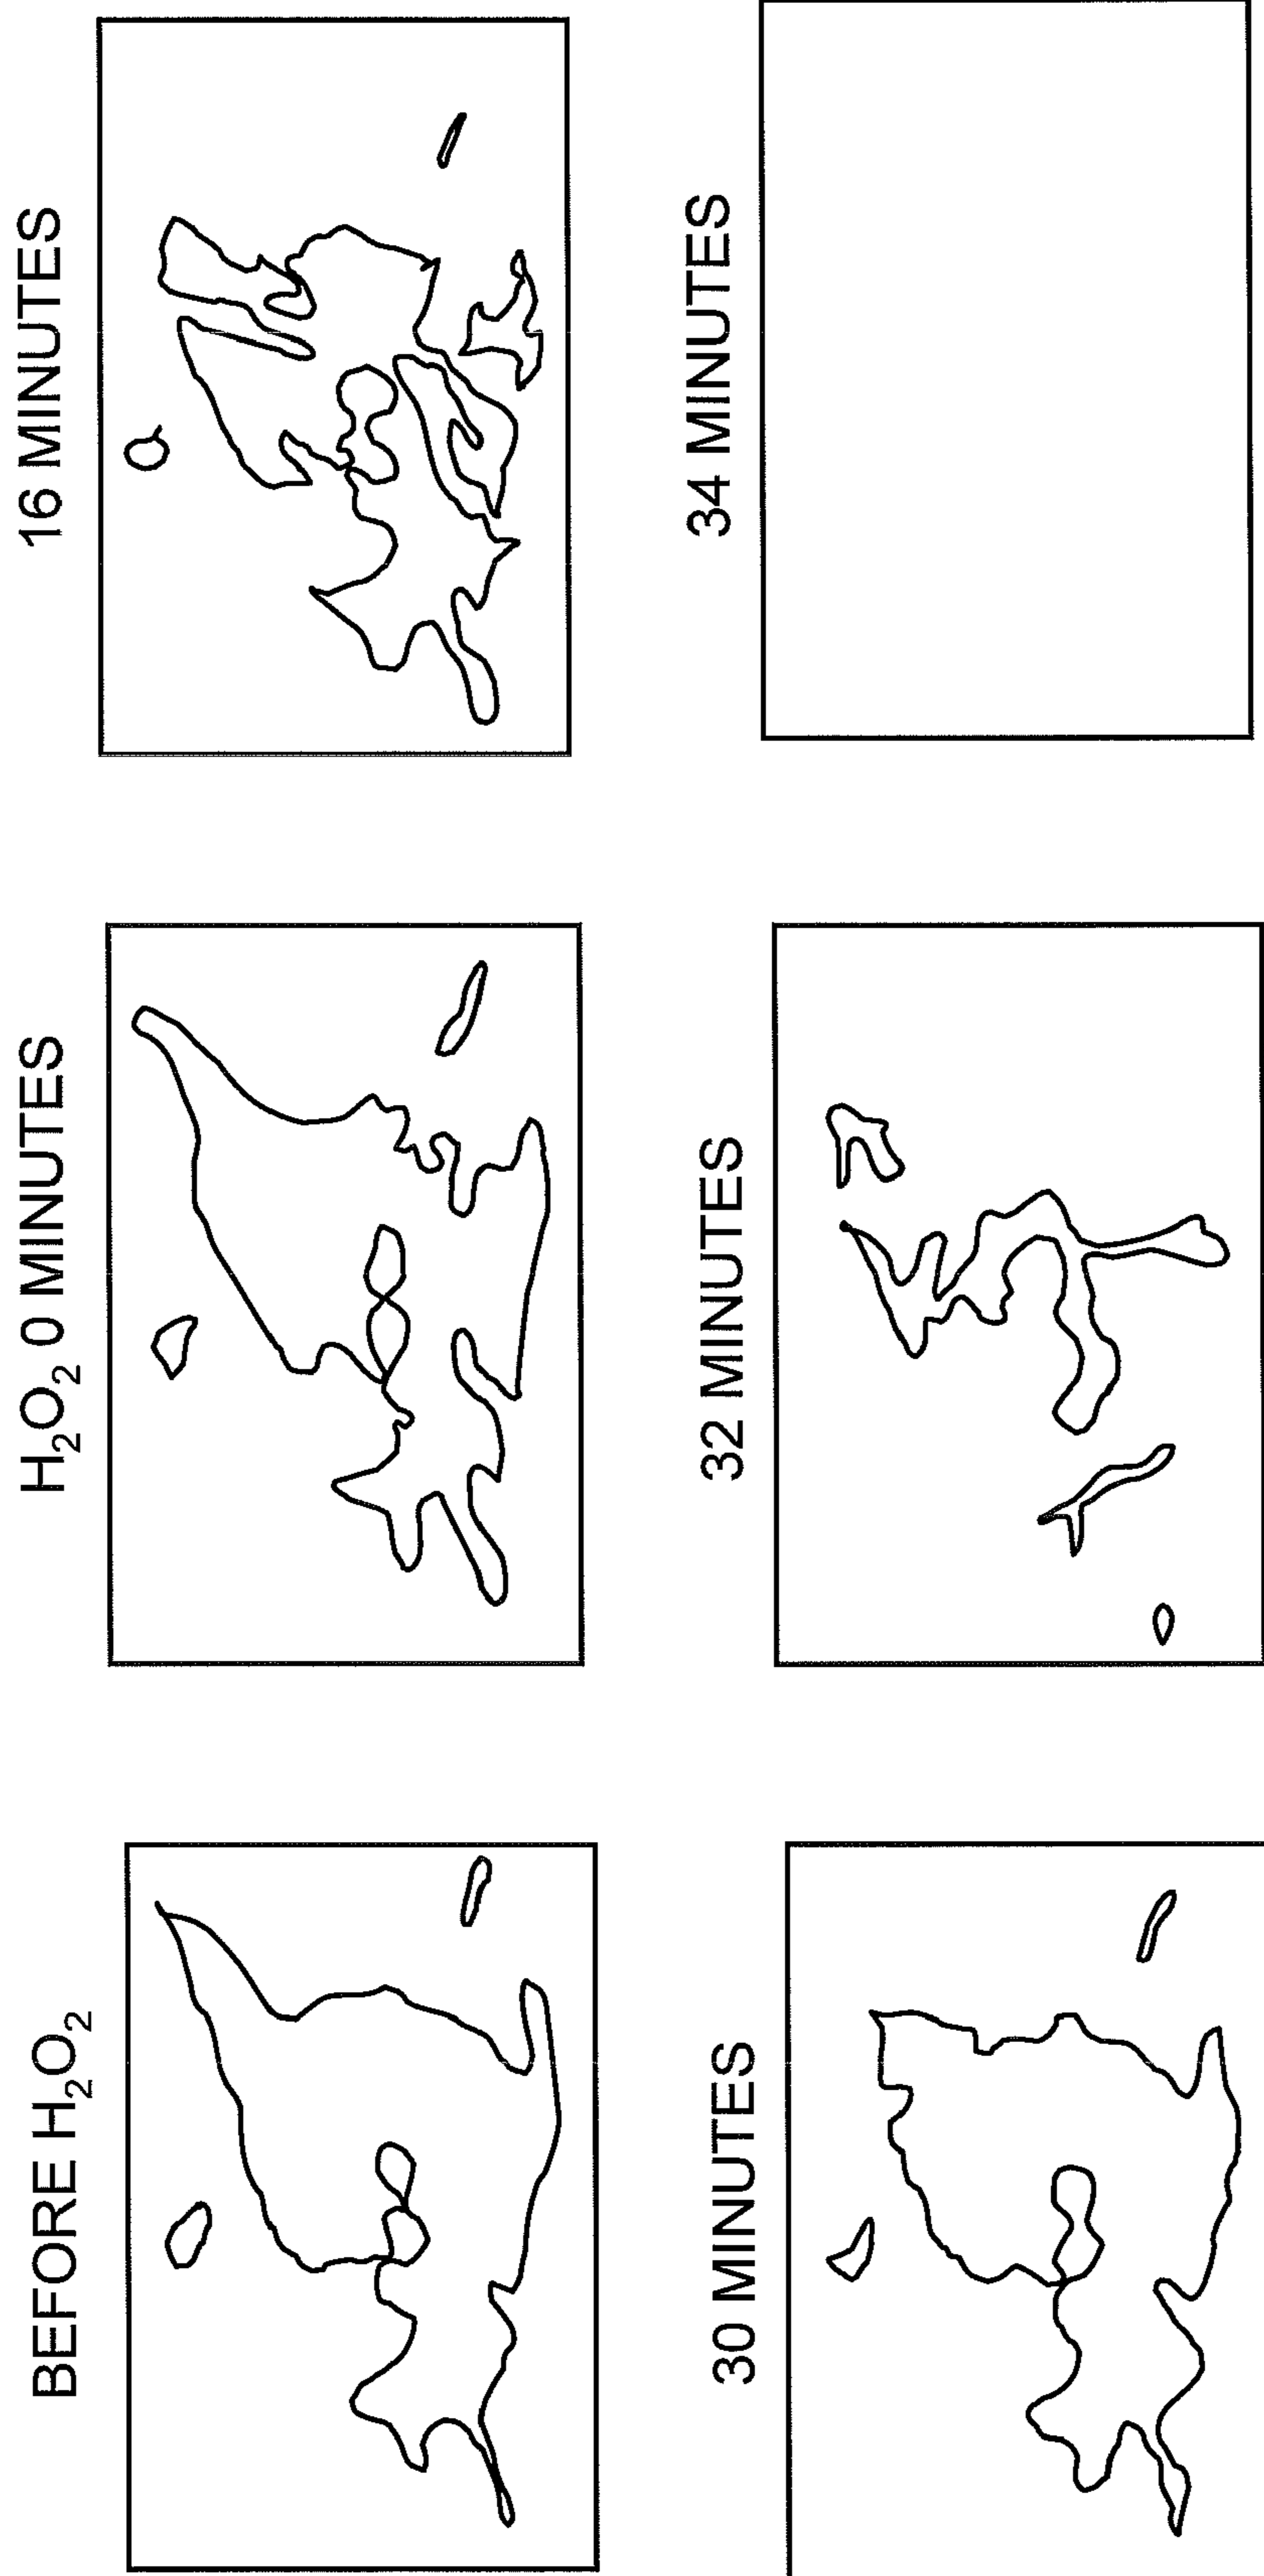 BEFORE H₂O₂
H₂O₂ 0 MINUTES
16 MINUTES
30 MINUTES
32 MINUTES
34 MINUTES